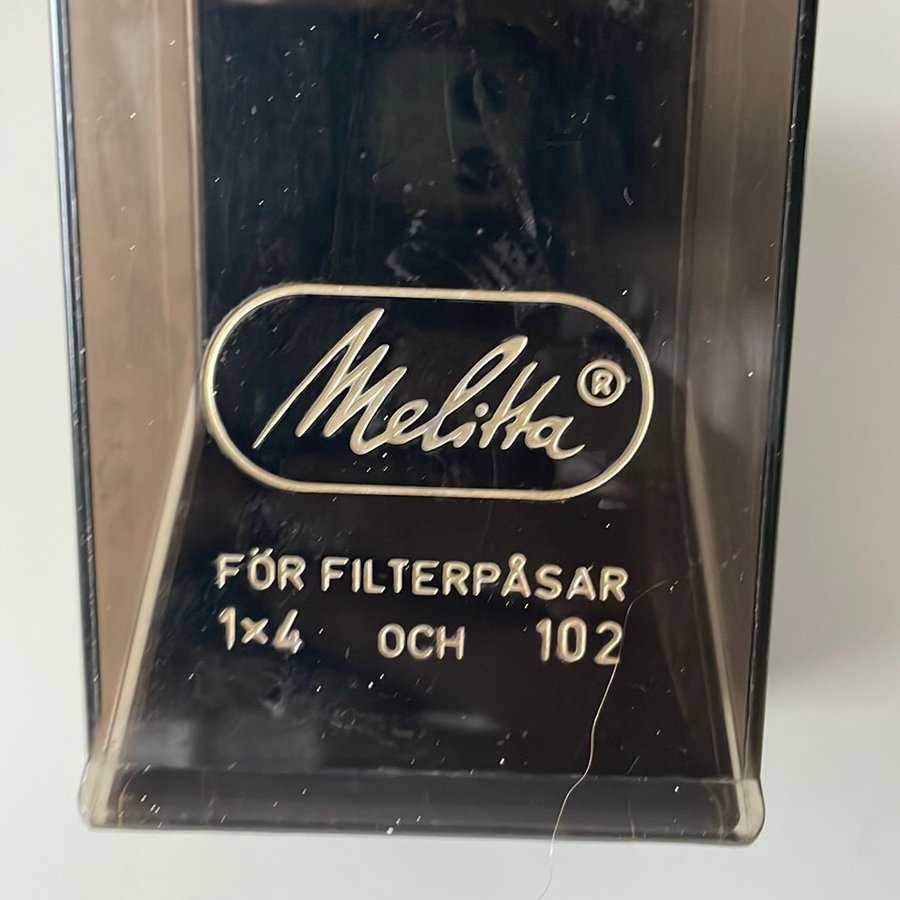 Melitta®
FÖR FILTERPÅSAR
1×4 OCH 102